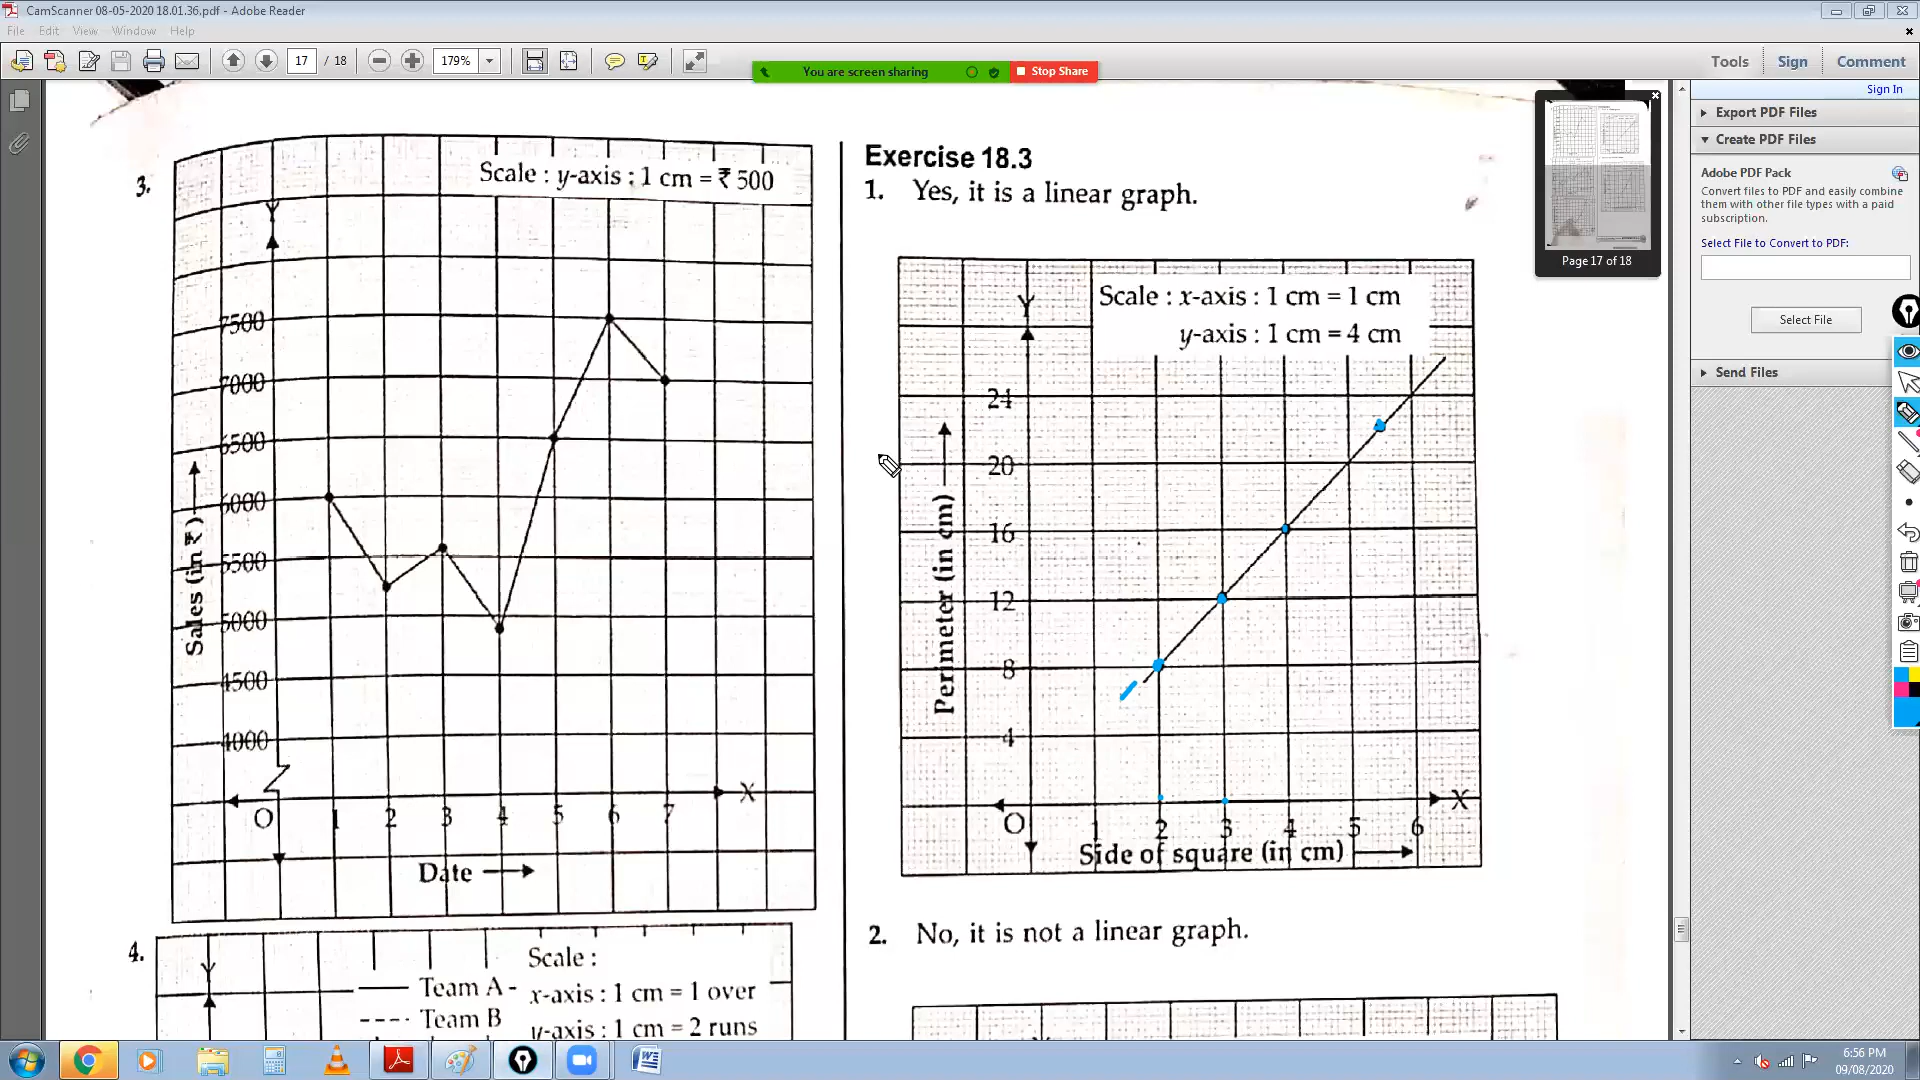 CamScanner 08-05-2020 18.01.36.pdf - Adobe Reader
File Edit View Window Help
17 / 18 179%
Tools Sign Comment
You are screen sharing Stop Share
Sign In
Export PDF Files
Create PDF Files
Adobe PDF Pack
Convert files to PDF and easily combine
them with other file types with a paid
subscription.
Select File to Convert to PDF:
Select File
Send Files
Page 17 of 18
3.
Scale : y-axis : 1 cm = ₹ 500
Y
7500
7000
6500
6000
5500
5000
4500
4000
Sales (in ₹)
O 1 2 3 4 5 6 7 X
Date
4.
Y
Scale :
Team A - x-axis : 1 cm = 1 over
Team B y-axis : 1 cm = 2 runs
Exercise 18.3
1. Yes, it is a linear graph.
Scale : x-axis : 1 cm = 1 cm
y-axis : 1 cm = 4 cm
Y
24
20
16
12
8
4
Perimeter (in cm)
X
O 1 2 3 4 5 6
Side of square (in cm)
2. No, it is not a linear graph.
6:56 PM
09/08/2020